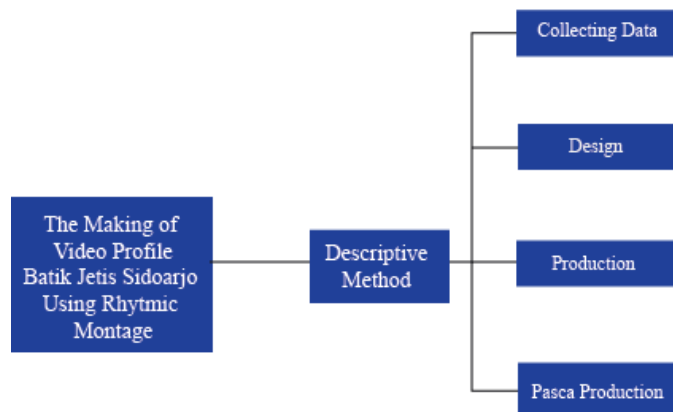 The Making of
Video Profile
Batik Jetis Sidoarjo
Using Rhytmic
Montage
Descriptive
Method
Collecting Data
Design
Production
Pasca Production